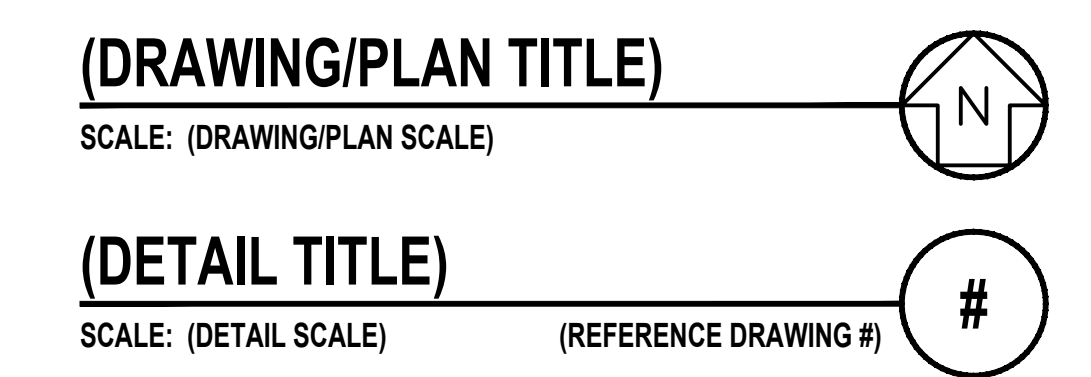 (DRAWING/PLAN TITLE)
N
SCALE: (DRAWING/PLAN SCALE)
(DETAIL TITLE)
#
SCALE: (DETAIL SCALE) (REFERENCE DRAWING #)